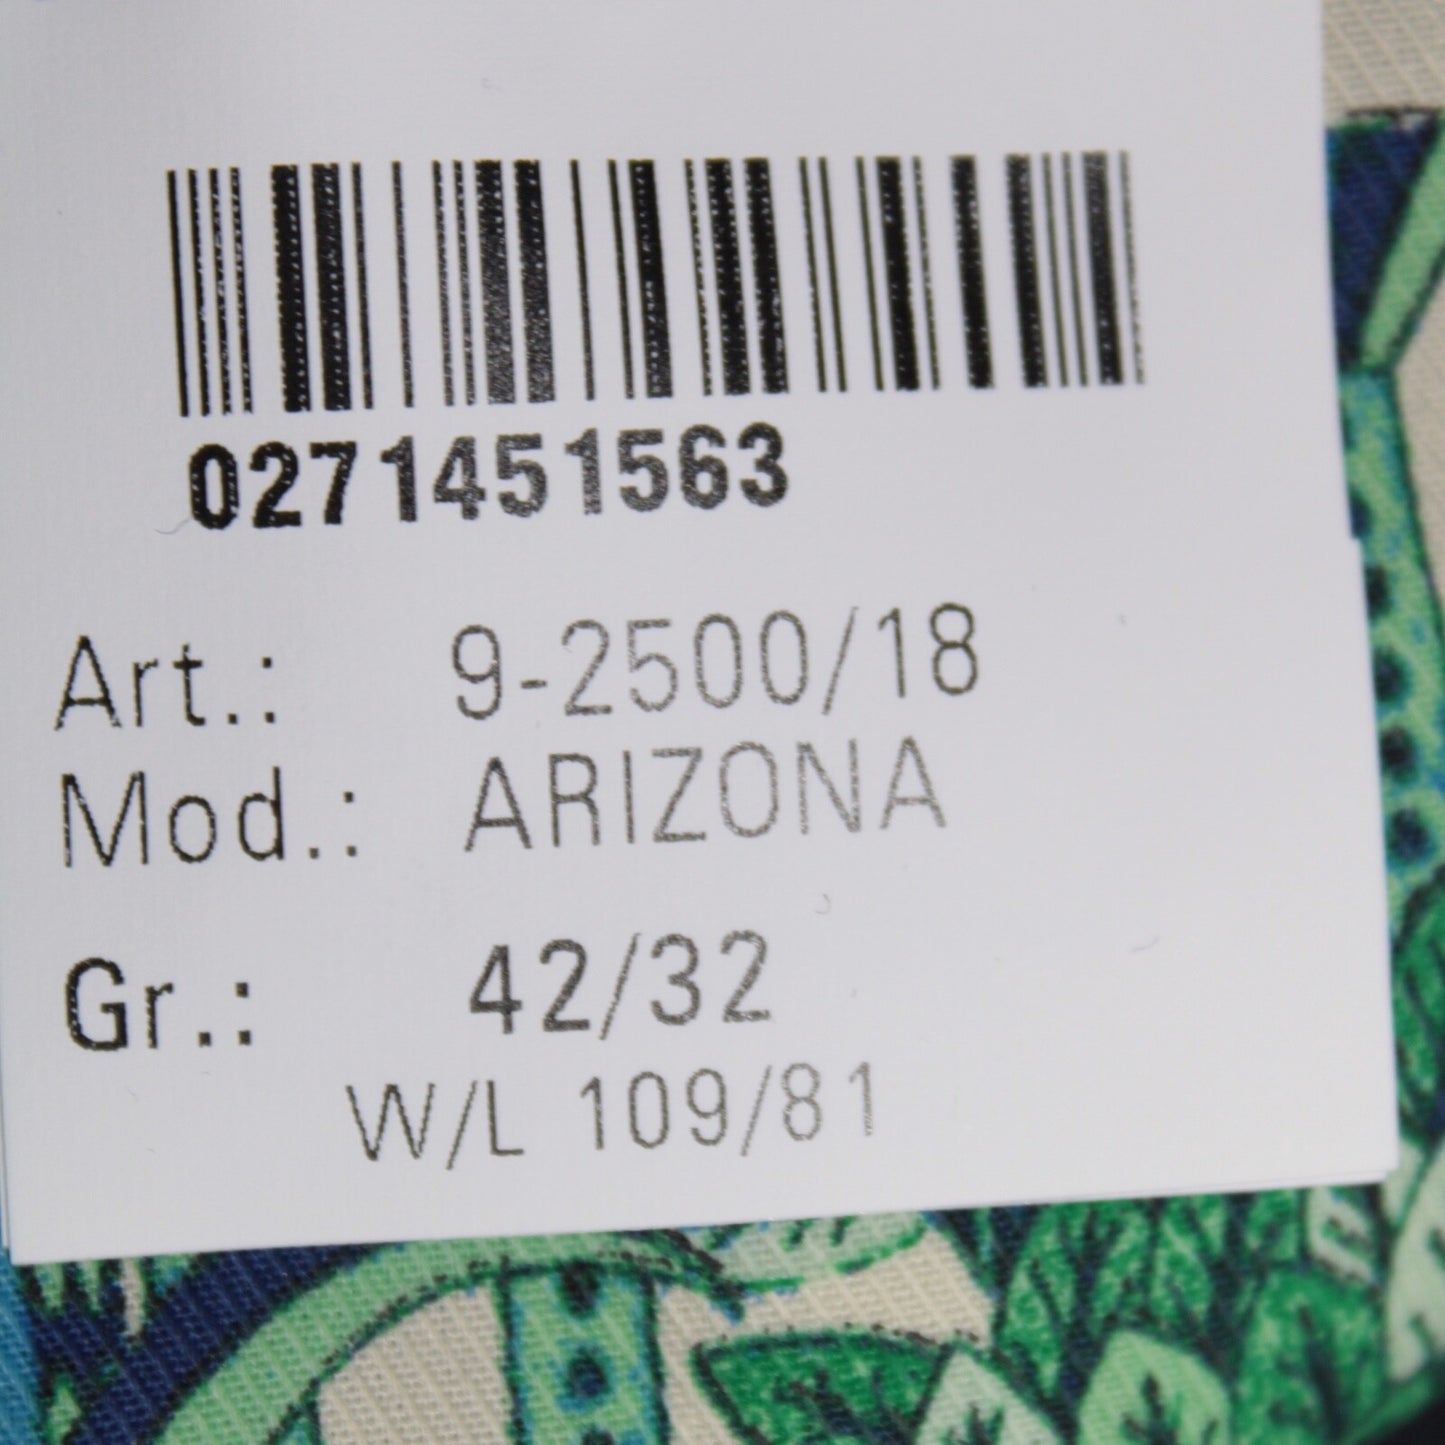 0271451563
Art.: 9-2500/18
Mod.: ARIZONA
Gr.: 42/32
W/L 109/81